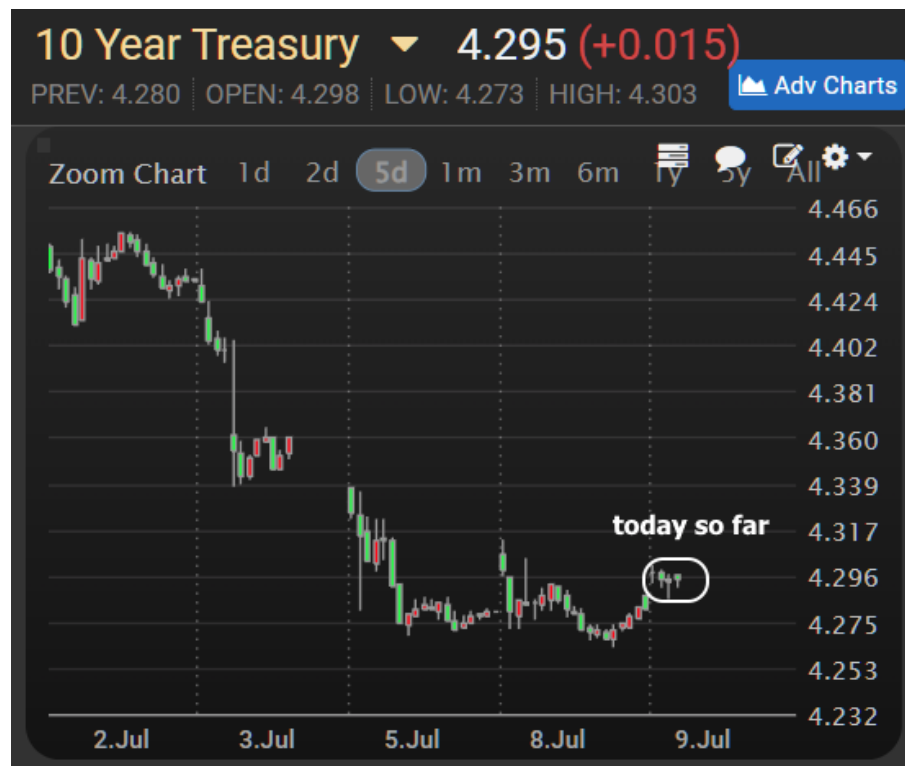 10 Year Treasury 4.295 (+0.015)
PREV: 4.280 OPEN: 4.298 LOW: 4.273 HIGH: 4.303
Adv Charts
Zoom Chart 1d 2d 5d 1m 3m 6m 1y 5y All
4.466
4.445
4.424
4.402
4.381
4.360
4.339
today so far
4.317
4.296
4.275
4.253
4.232
2.Jul 3.Jul 5.Jul 8.Jul 9.Jul